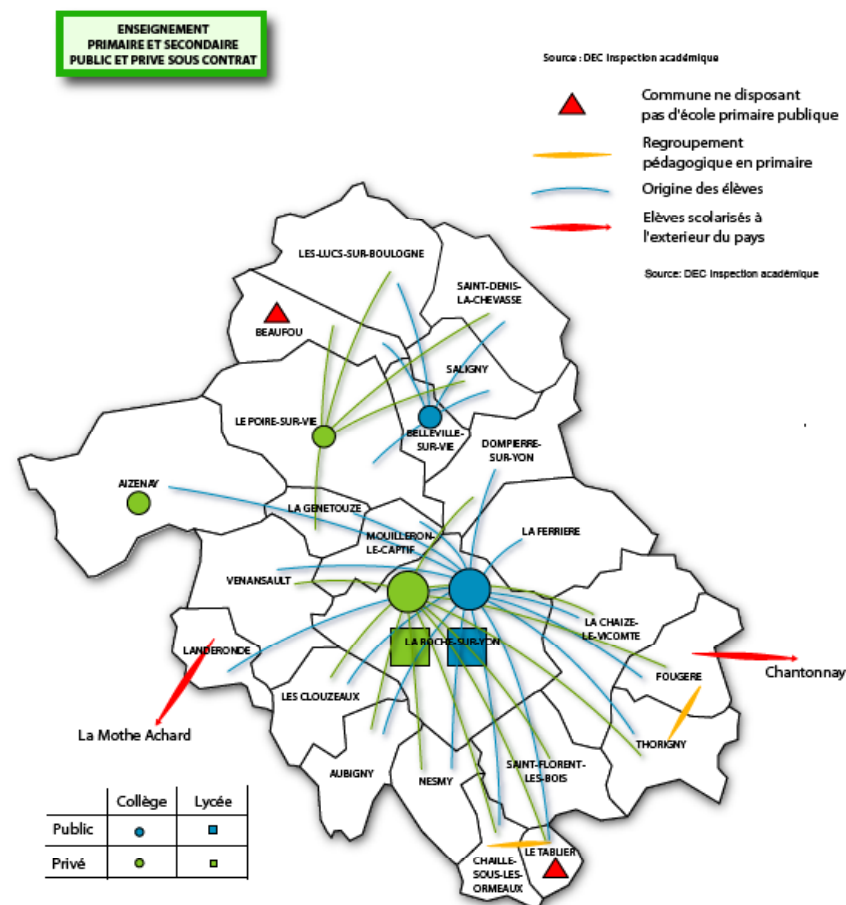 ENSEIGNEMENT
PRIMAIRE ET SECONDAIRE
PUBLIC ET PRIVE SOUS CONTRAT
Source : DEC Inspection académique
Commune ne disposant
pas d'école primaire publique
Regroupement
pédagogique en primaire
Origine des élèves
Elèves scolarisés à
l'exterieur du pays
Source: DEC Inspection académique
LES-LUCS-SUR-BOULOGNE
SAINT-DENIS-
LA-CHEVASSE
BEAUFOU
SALIGNY
LE POIRE-SUR-VIE
BELLEVILLE-
SUR-VIE
DOMPIERRE-
SUR-YON
AIZENAY
LA GENETOUZE
MOUILLERON-
LE-CAPTIF
LA FERRIERE
VENANSAULT
LA CHAIZE-
LE-VICOMTE
LA ROCHE-SUR-YON
LANDERONDE
FOUGERE
Chantonnay
LES CLOUZEAUX
La Mothe Achard
THORIGNY
SAINT-FLORENT
-LES-BOIS
AUBIGNY
NESMY
LE TABLIER
CHAILLE-
SOUS-LES-
ORMEAUX
Collège Lycée
Public
Privé